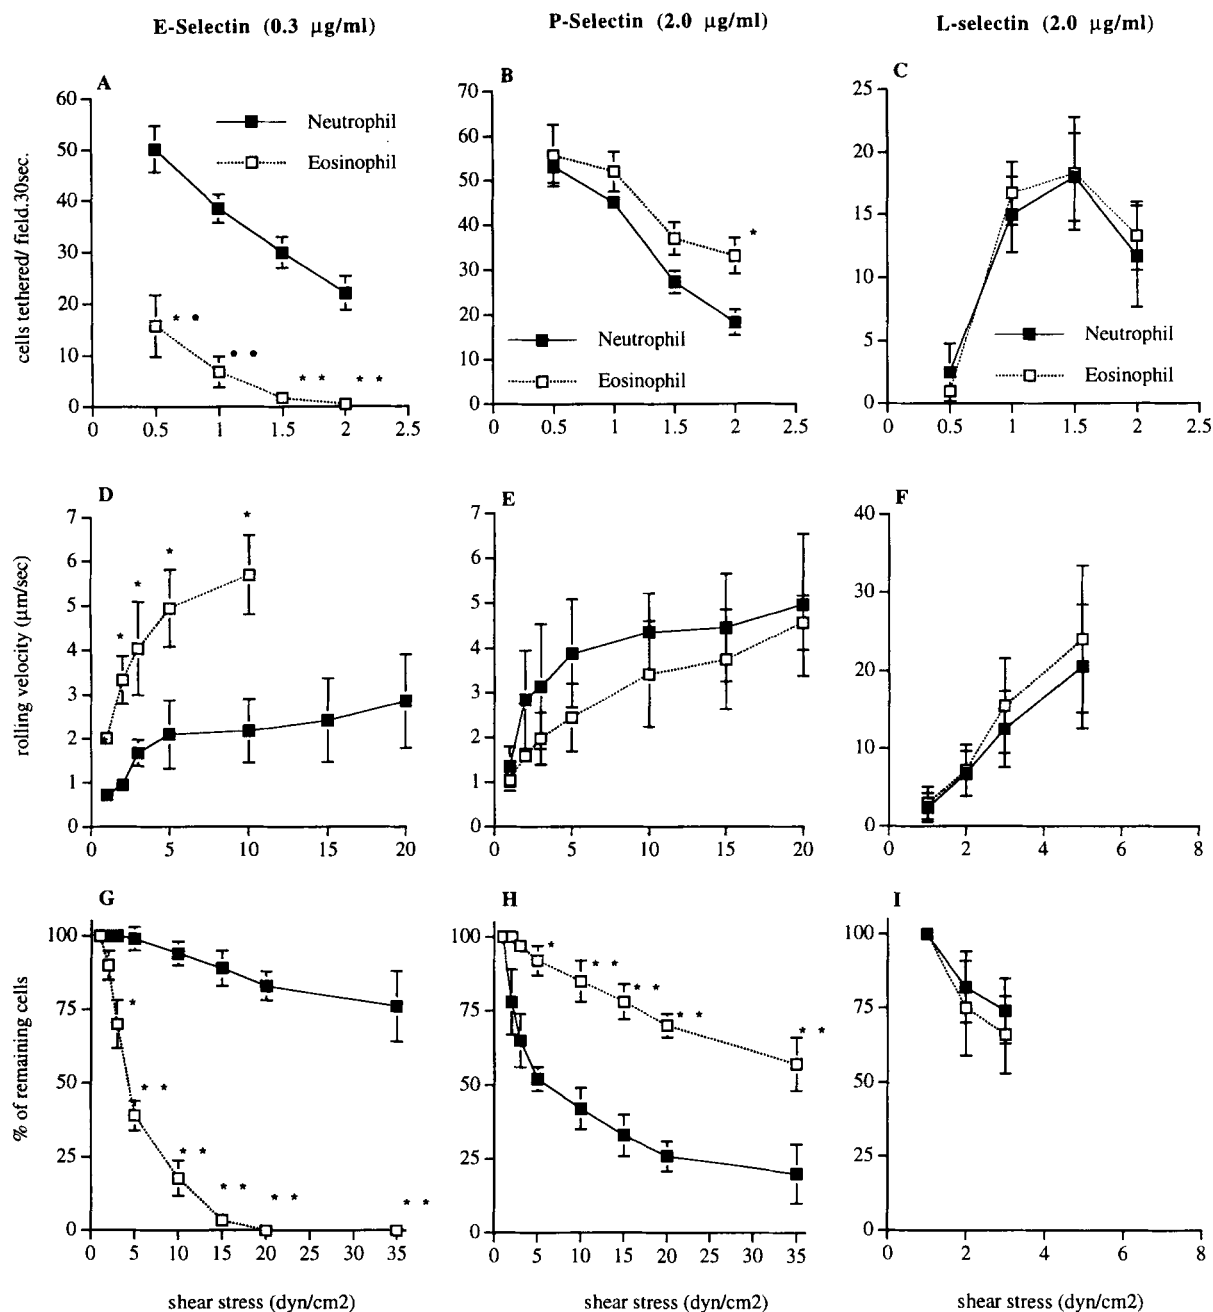 E-Selectin (0.3 µg/ml) P-Selectin (2.0 µg/ml) L-selectin (2.0 µg/ml)
A
cells tethered/ field.30sec.
60
50
40
30
20
10
0
0 0.5 1 1.5 2 2.5
Neutrophil
Eosinophil
* •
• •
* * * *
B
70
60
50
40
30
20
10
0
0 0.5 1 1.5 2 2.5
*
Neutrophil
Eosinophil
C
25
20
15
10
5
0
0 0.5 1 1.5 2 2.5
Neutrophil
Eosinophil
D
rolling velocity (µm/sec)
7
6
5
4
3
2
1
0
0 5 10 15 20
* * * *
E
7
6
5
4
3
2
1
0
0 5 10 15 20
F
40
30
20
10
0
0 2 4 6 8
G
% of remaining cells
100
75
50
25
0
0 5 10 15 20 25 30 35
*
* *
* *
* * * * * *
shear stress (dyn/cm2)
H
100
75
50
25
0
0 5 10 15 20 25 30 35
*
* *
* *
* * * *
shear stress (dyn/cm2)
I
100
75
50
25
0
0 2 4 6 8
shear stress (dyn/cm2)